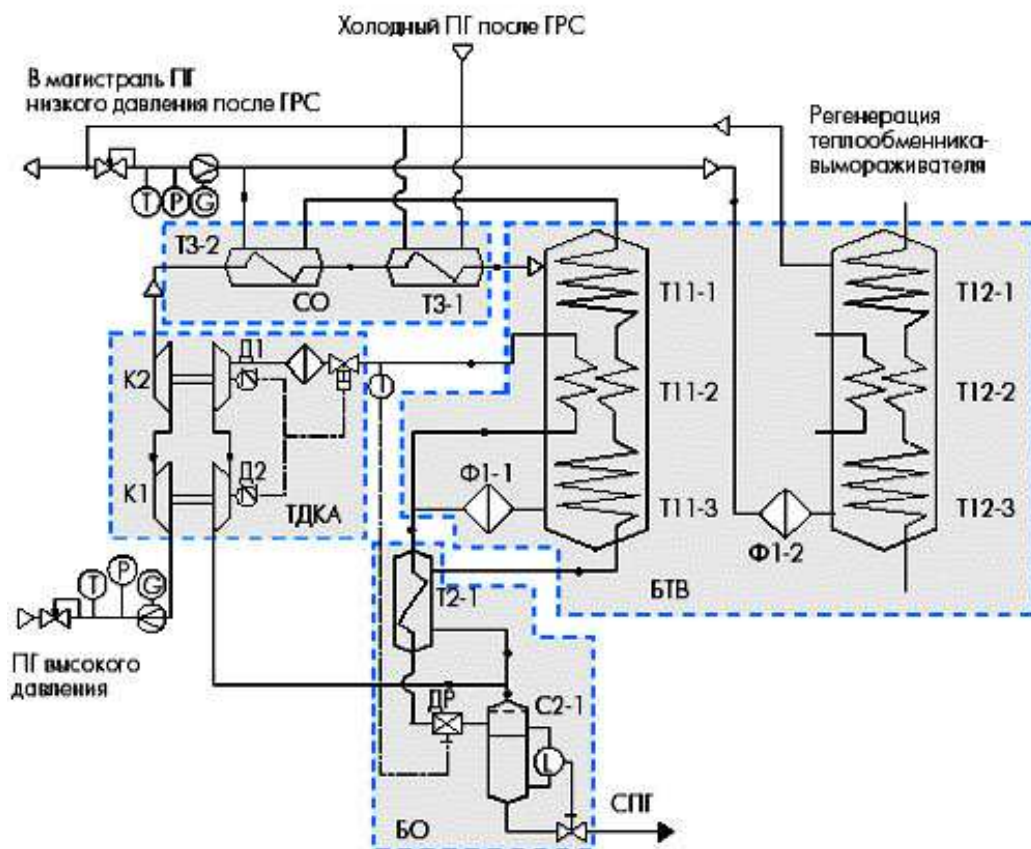 Холодный ПГ после ГРС
В магистраль ПГ
низкого давления после ГРС
Регенерация
теплообменника-
вымораживателя
T
P
G
Т3-2
СО
Т3-1
Т11-1
Т12-1
К2
Д1
T
Т11-2
Т12-2
К1
Д2
ТДКА
Ф1-1
Т11-3
Т12-3
Ф1-2
БТВ
T
P
G
Т2-1
ПГ высокого
давления
ДР
С2-1
L
СПГ
БО